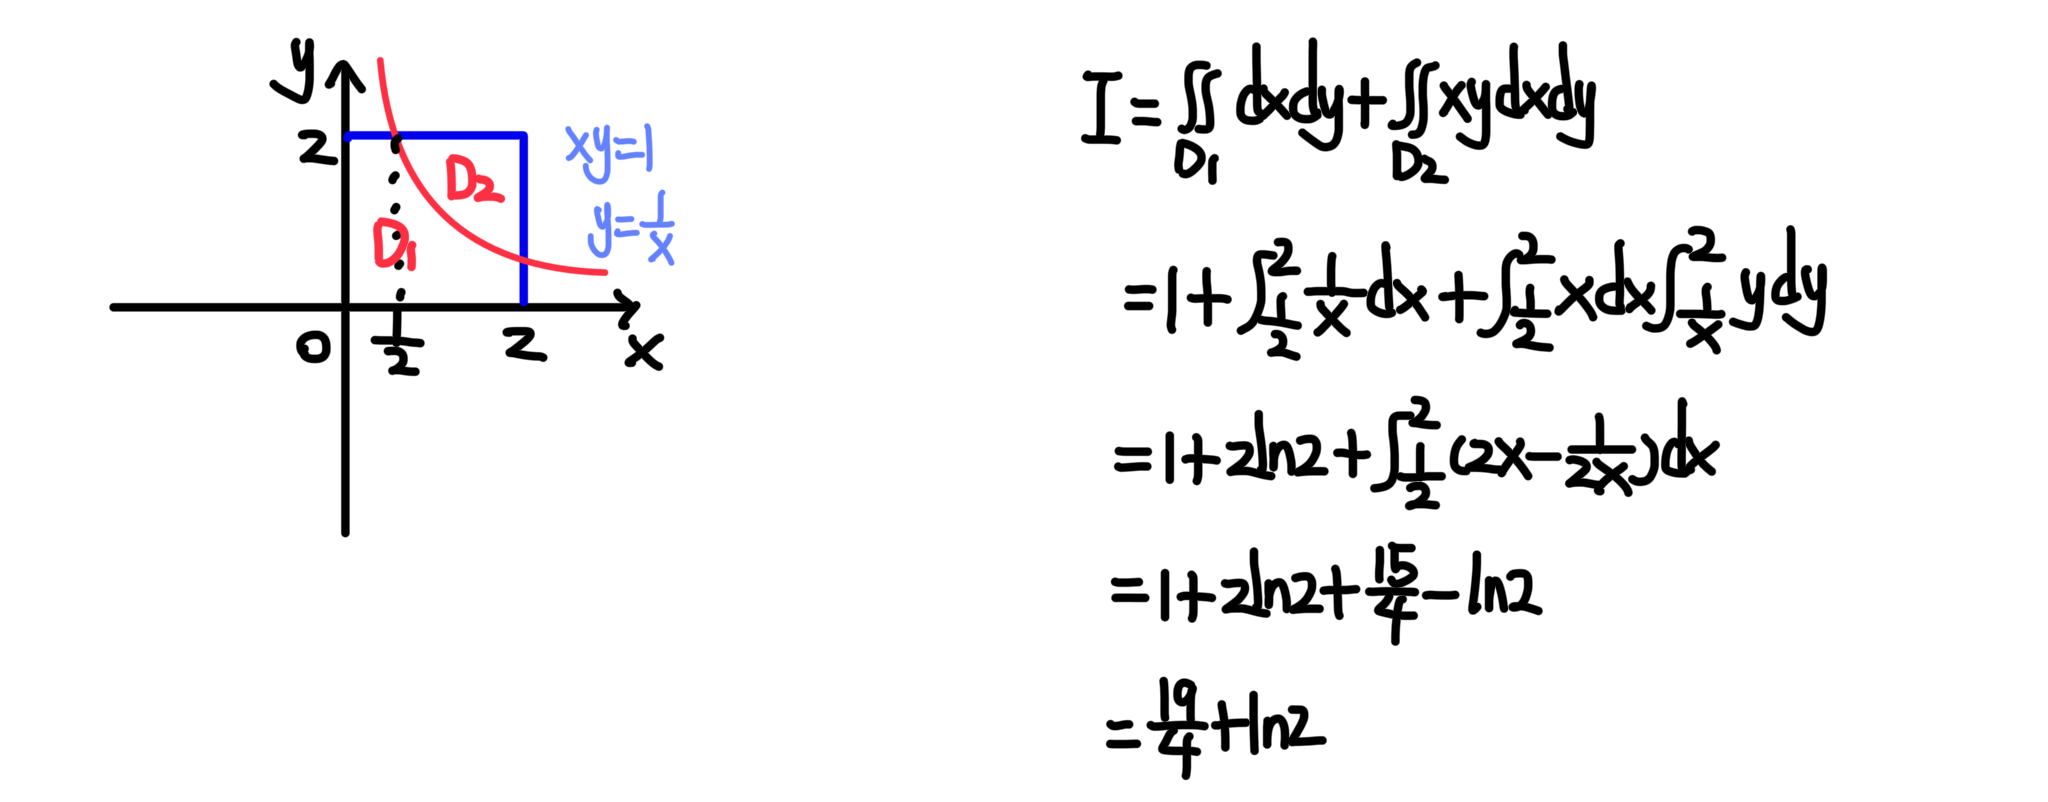 y
2
D₂
D₁
xy=1
y=1/x
0
1/2
2
x
I=∬_{D₁} dxdy+∬_{D₂} xydxdy
=1+∫_{1/2}^{2} 1/x dx+∫_{1/2}^{2} xdx∫_{1/x}^{2} ydy
=1+2ln2+∫_{1/2}^{2} (2x-1/2x)dx
=1+2ln2+15/4-ln2
=19/4+ln2